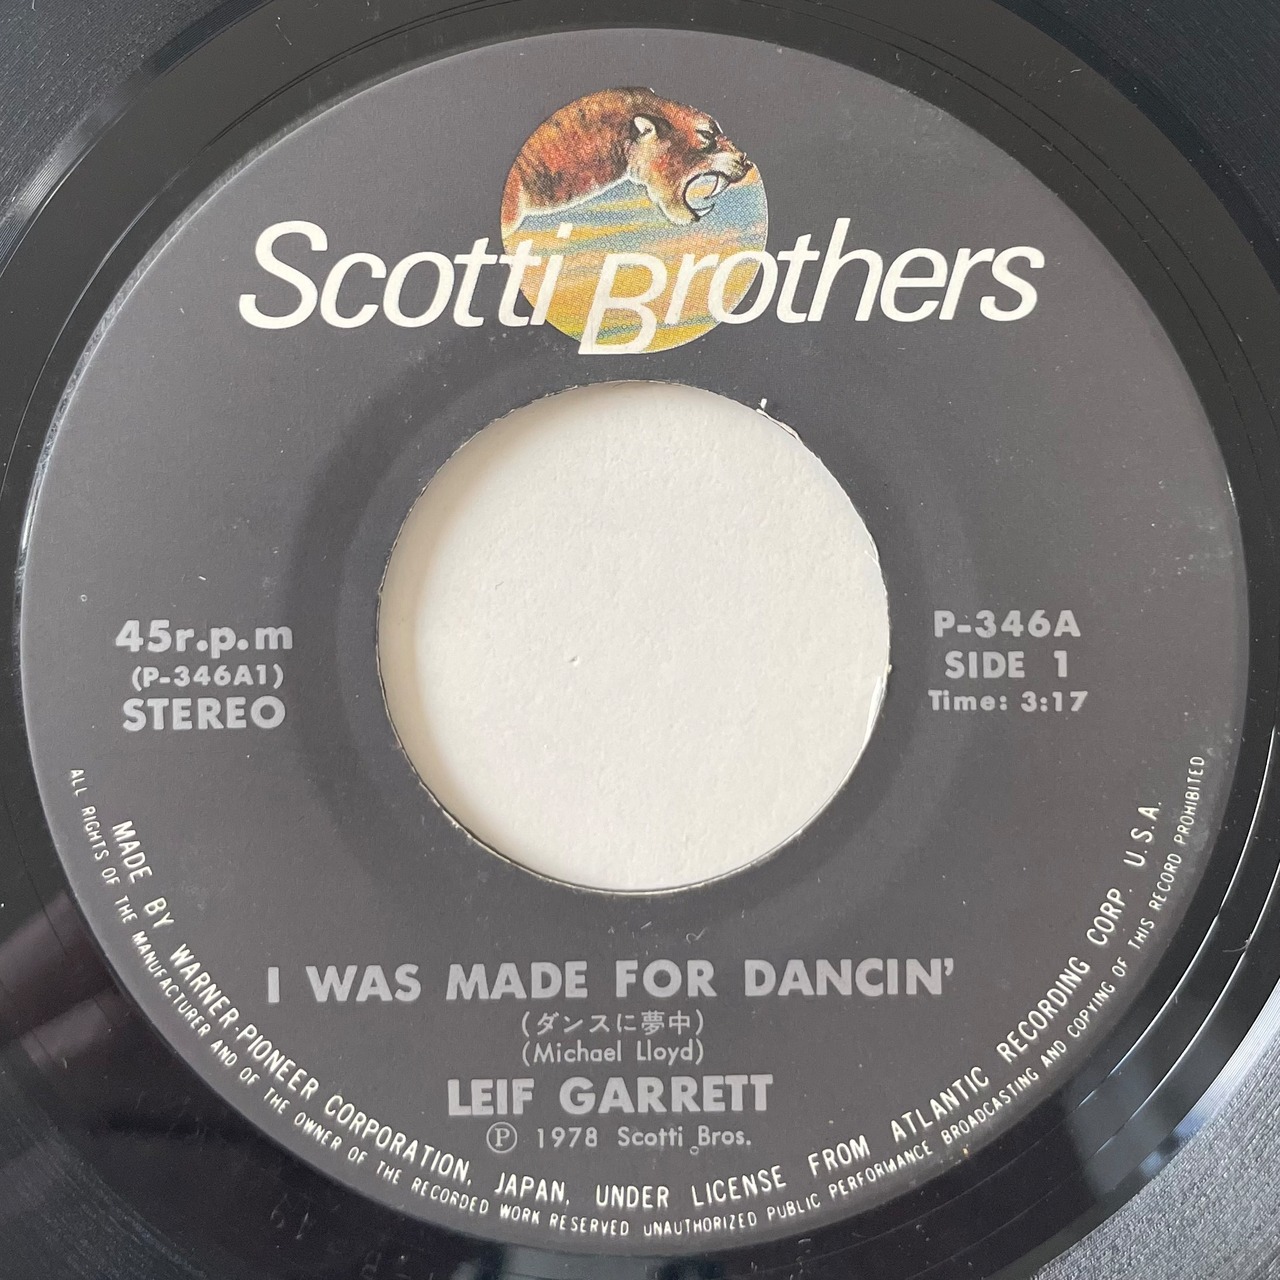 Scotti Brothers
45r.p.m
(P-346A1)
STEREO
P-346A
SIDE 1
Time: 3:17
I WAS MADE FOR DANCIN'
(ダンスに夢中)
(Michael Lloyd)
LEIF GARRETT
Ⓟ 1978 Scotti Bros.
MADE BY WARNER-PIONEER CORPORATION, JAPAN, UNDER LICENSE FROM ATLANTIC RECORDING CORP. U.S.A.
ALL RIGHTS OF THE MANUFACTURER AND OF THE OWNER OF THE RECORDED WORK RESERVED UNAUTHORIZED PUBLIC PERFORMANCE BROADCASTING AND COPYING OF THIS RECORD PROHIBITED